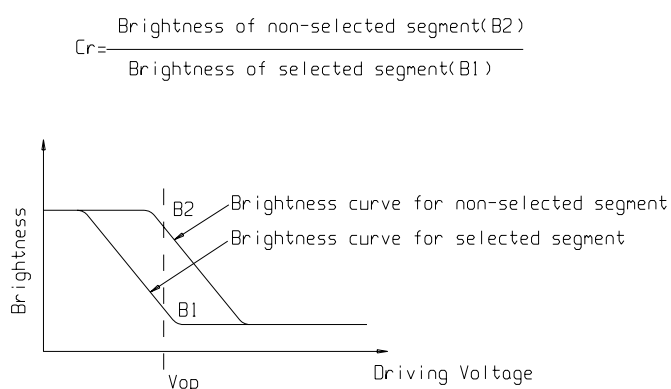 Brightness of non-selected segment(B2)
Cr=
Brightness of selected segment(B1)
B2
Brightness curve for non-selected segment
Brightness curve for selected segment
Brightness
B1
Driving Voltage
Vop